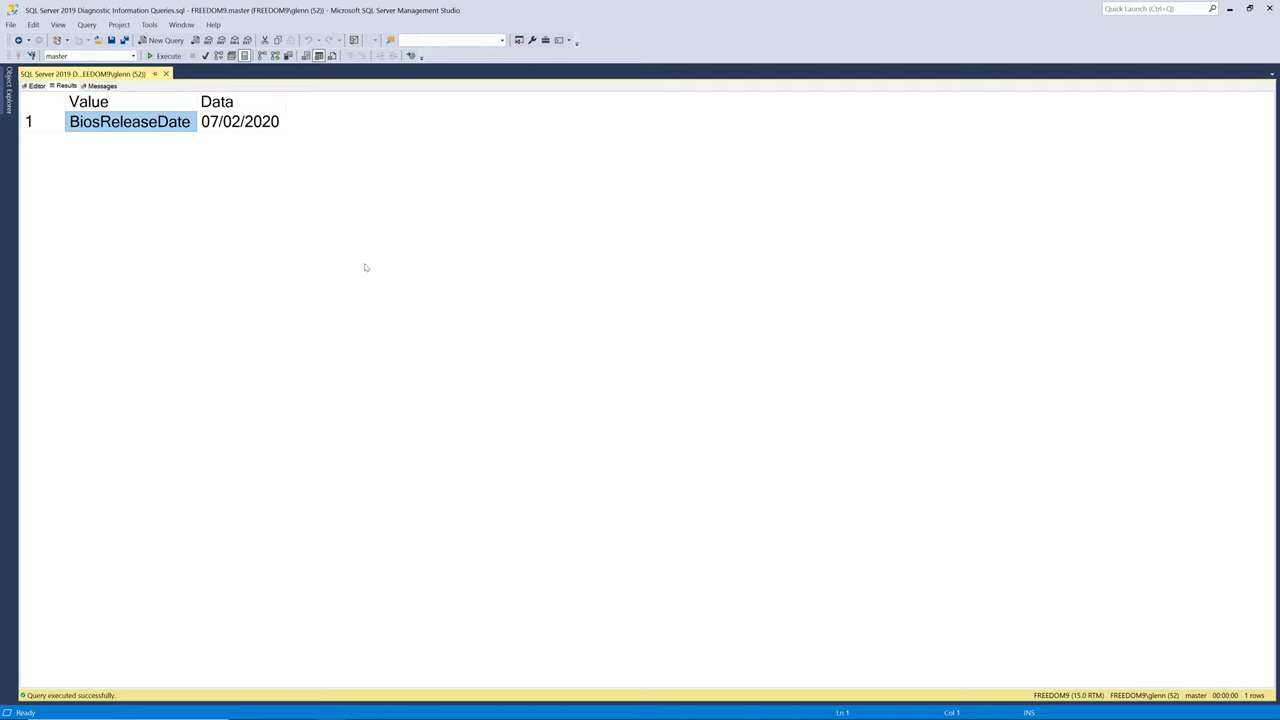 SQL Server 2019 Diagnostic Information Queries.sql - FREEDOM9.master (FREEDOM9\glenn (52)) - Microsoft SQL Server Management Studio
Quick Launch (Ctrl+Q)
File Edit View Query Project Tools Window Help
New Query
master Execute
Object Explorer
SQL Server 2019 D...EEDOM9\glenn (52))
Editor Results Messages
Value Data
1 BiosReleaseDate 07/02/2020
Query executed successfully. FREEDOM9 (15.0 RTM) FREEDOM9\glenn (52) master 00:00:00 1 rows
Ready Ln 1 Col 1 INS